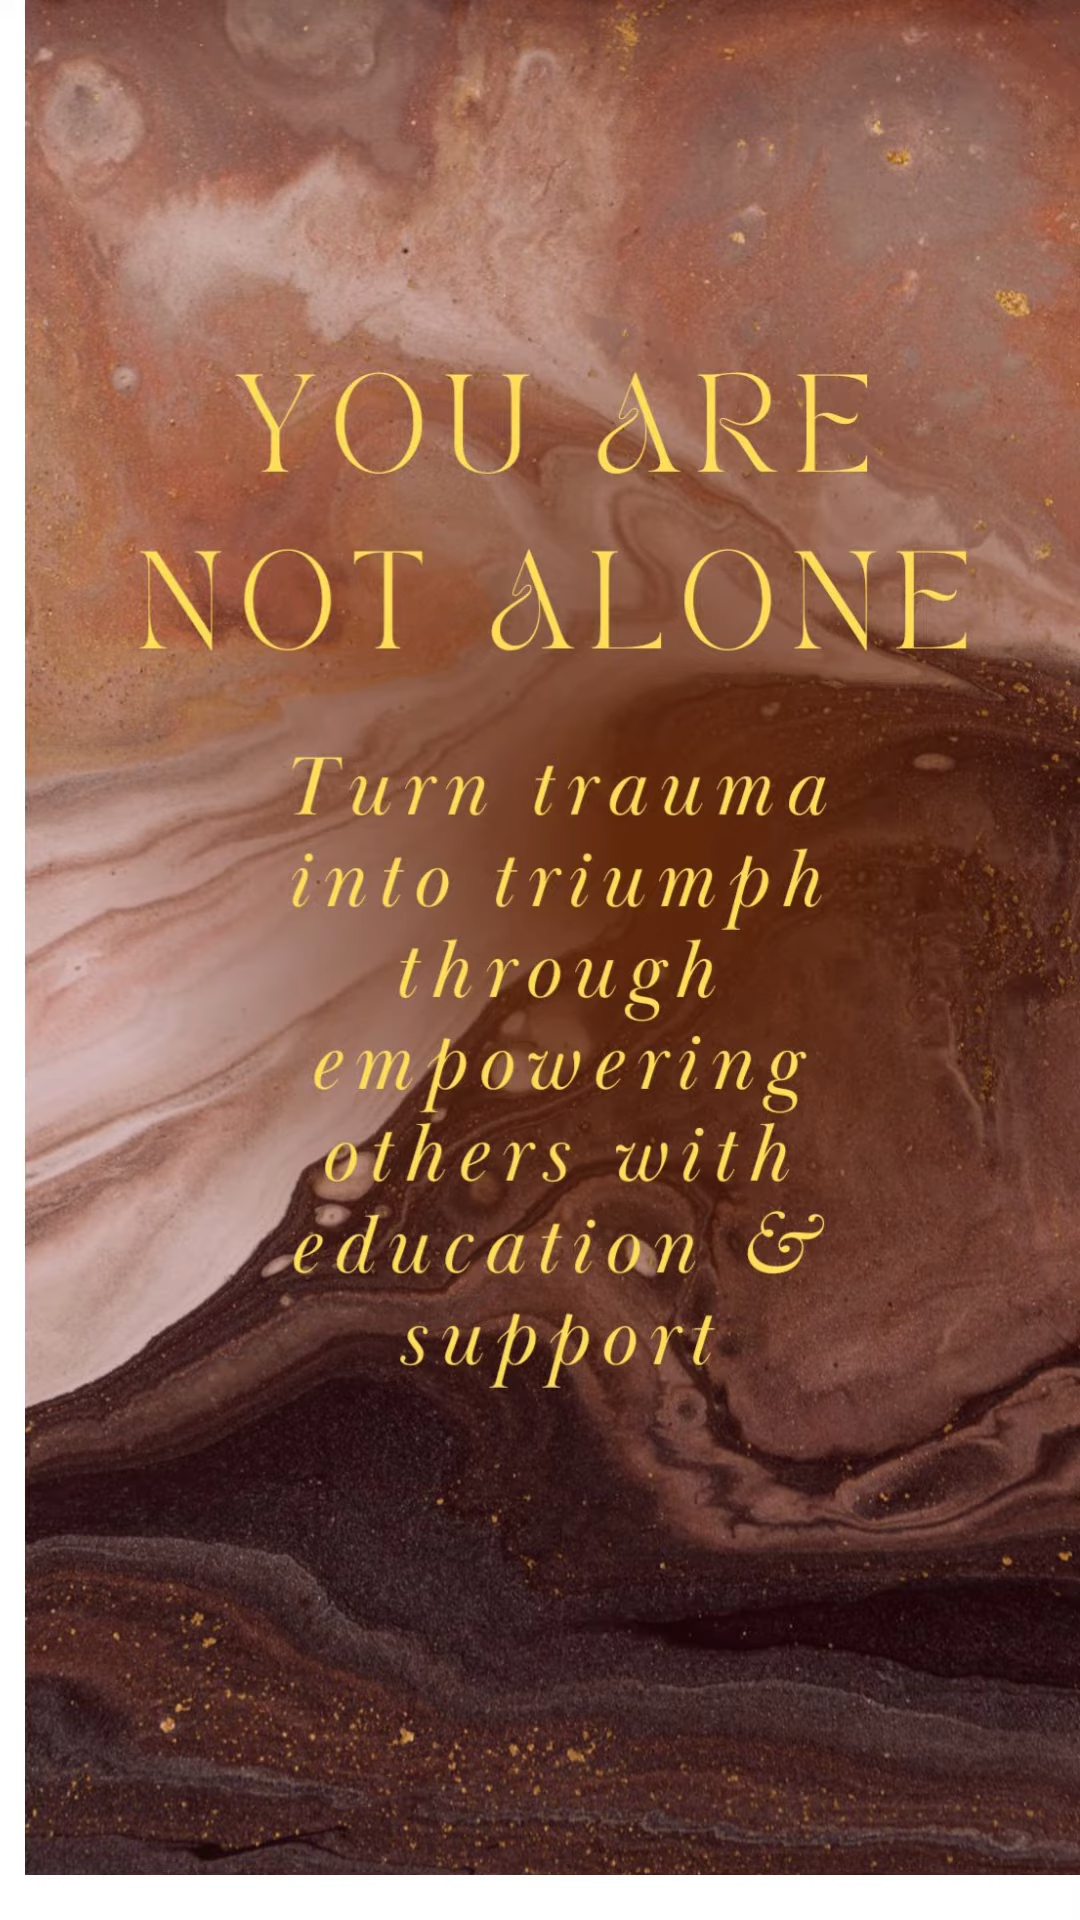 YOU ARE
NOT ALONE
Turn trauma
into triumph
through
empowering
others with
education &
support